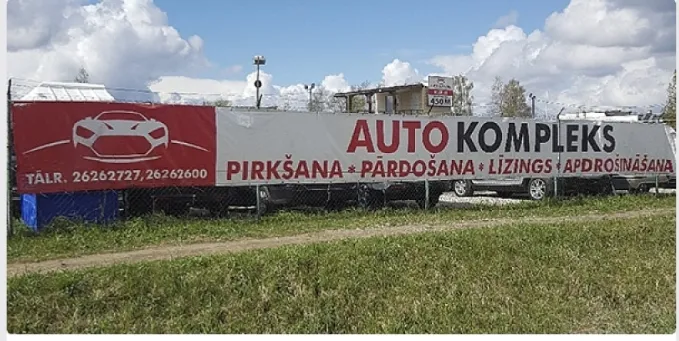 AUTO KOMPLEKS
PIRKŠANA * PĀRDOŠANA * LĪZINGS * APDROŠINĀŠANA
TĀLR. 26262727, 26262600
450 M